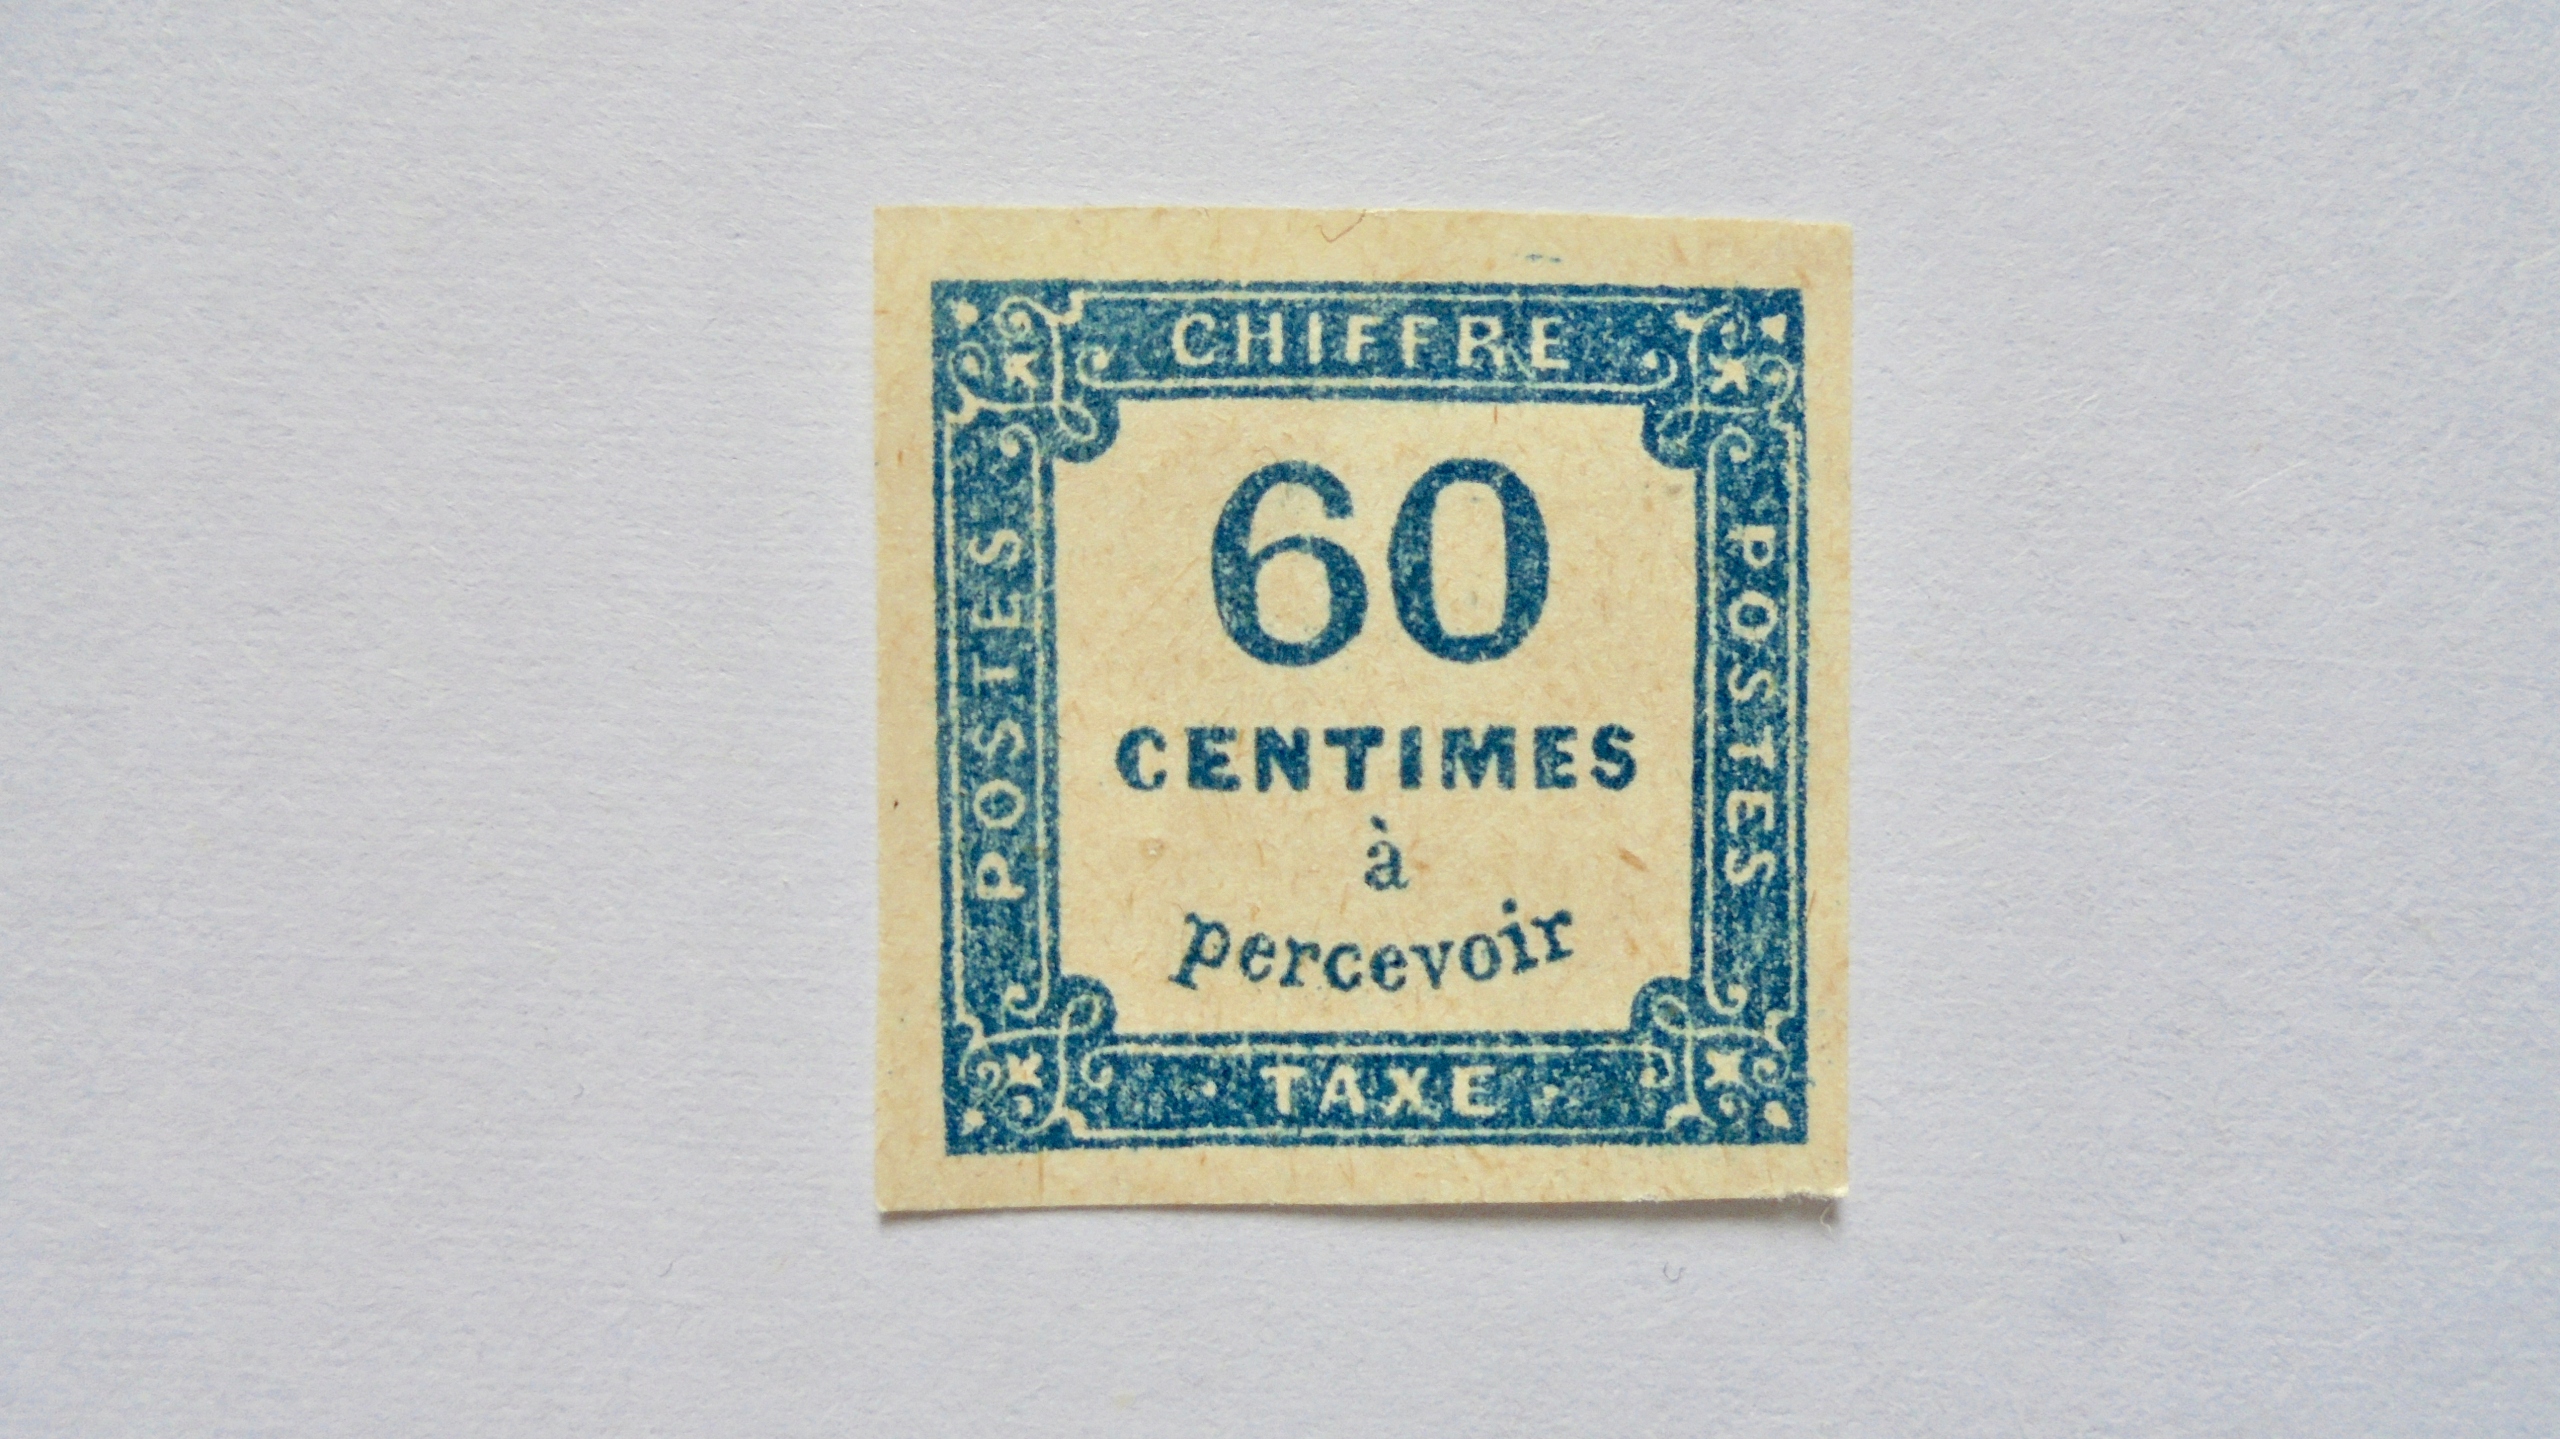 CHIFFRE
POSTES
60
CENTIMES
à
percevoir
POSTES
TAXE